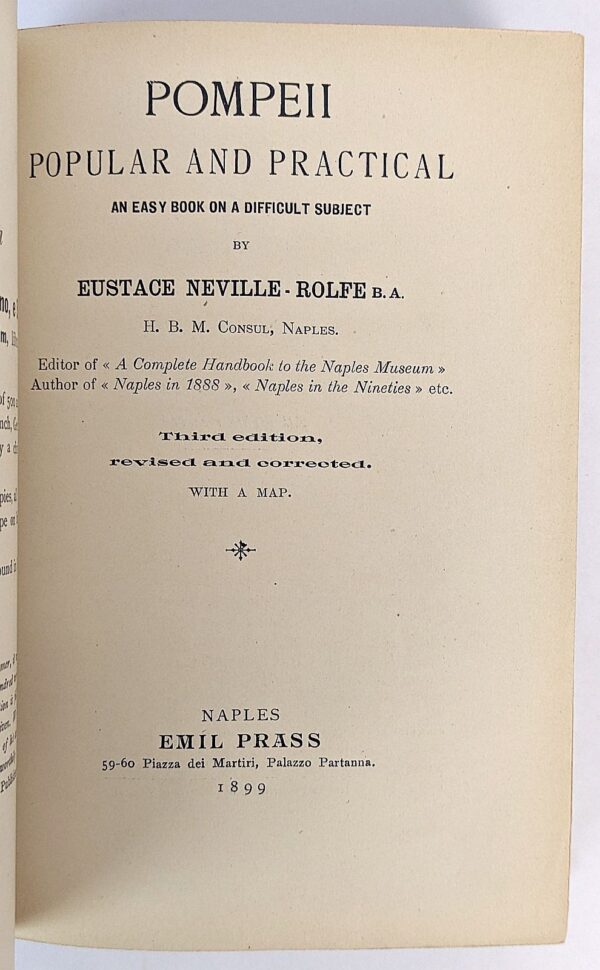 POMPEII
POPULAR AND PRACTICAL
AN EASY BOOK ON A DIFFICULT SUBJECT
BY
EUSTACE NEVILLE-ROLFE B.A.
H. B. M. Consul, Naples.
Editor of « A Complete Handbook to the Naples Museum »
Author of « Naples in 1888 », « Naples in the Nineties » etc.
Third edition,
revised and corrected.
WITH A MAP.
NAPLES
EMIL PRASS
59-60 Piazza dei Martiri, Palazzo Partanna.
1899